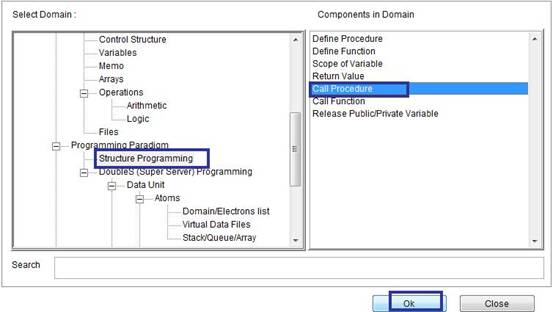 Select Domain :
Components in Domain
Control Structure
Variables
Memo
Arrays
Operations
Arithmetic
Logic
Files
Programming Paradigm
Structure Programming
DoubleS (Super Server) Programming
Data Unit
Atoms
Domain/Electrons list
Virtual Data Files
Stack/Queue/Array
Define Procedure
Define Function
Scope of Variable
Return Value
Call Procedure
Call Function
Release Public/Private Variable
Search
Ok
Close